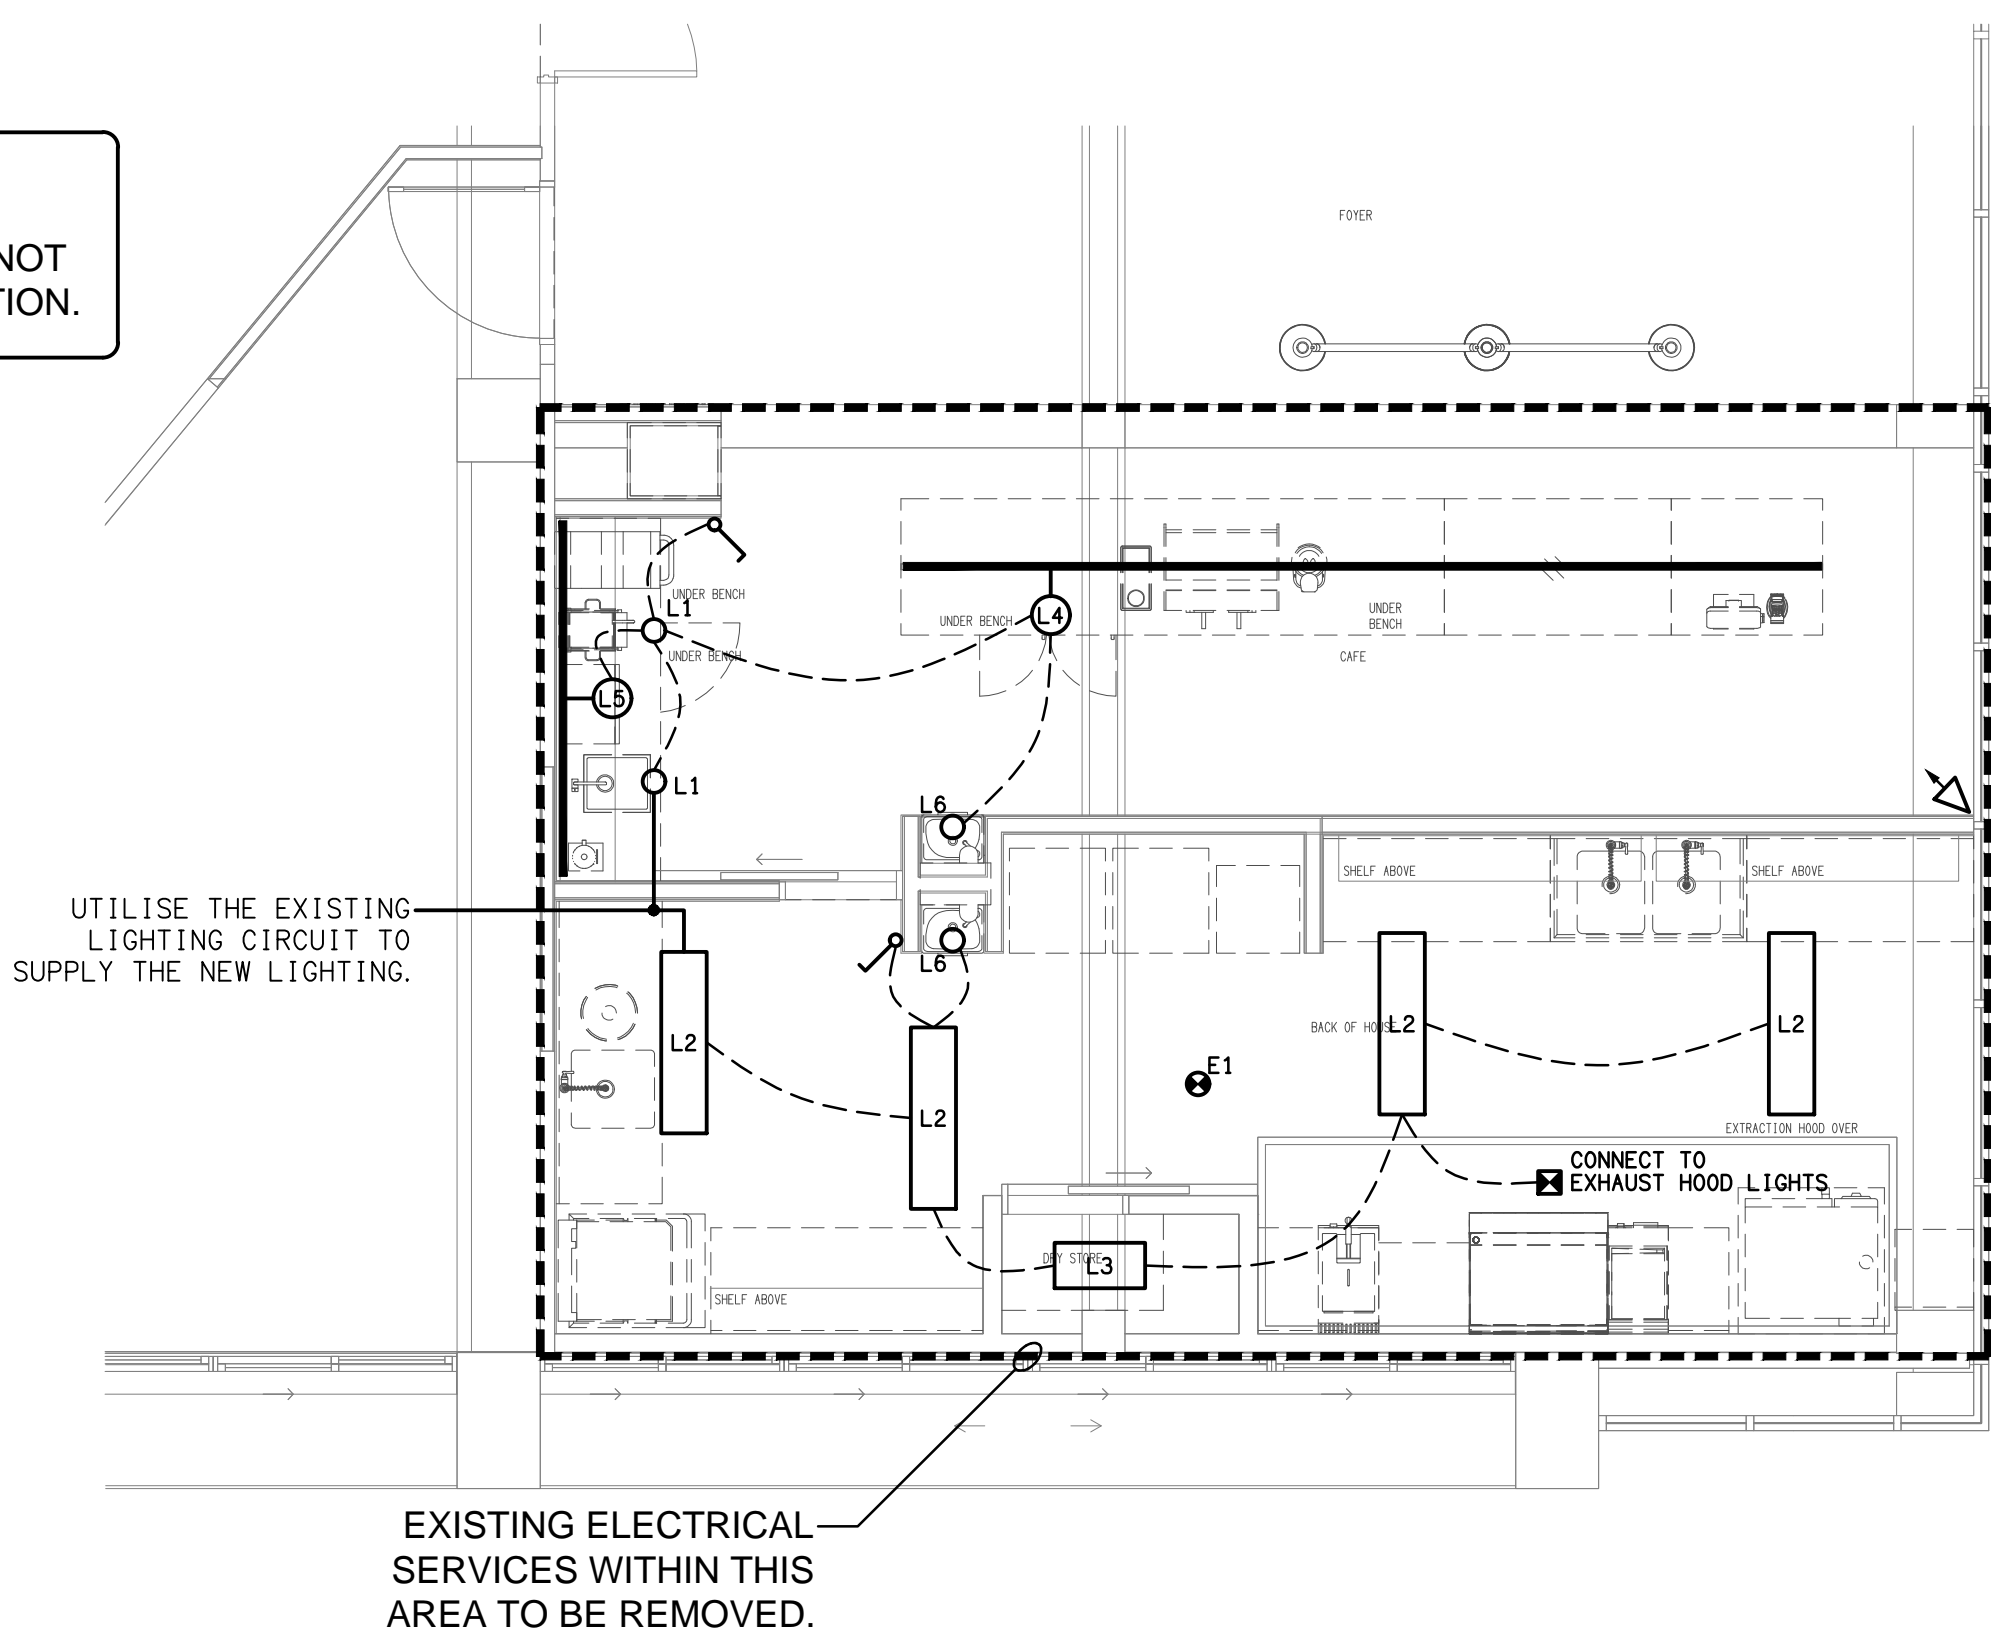 NOT
TION.
FOYER
UNDER BENCH
L1
UNDER BENCH
L4
UNDER
BENCH
UNDER BENCH
CAFE
L5
L1
L6
SHELF ABOVE
SHELF ABOVE
UTILISE THE EXISTING
LIGHTING CIRCUIT TO
SUPPLY THE NEW LIGHTING.
L6
L2
L2
BACK OF HOUSE
L2
L2
E1
EXTRACTION HOOD OVER
CONNECT TO
EXHAUST HOOD LIGHTS
DRY STORE
L3
SHELF ABOVE
EXISTING ELECTRICAL
SERVICES WITHIN THIS
AREA TO BE REMOVED.